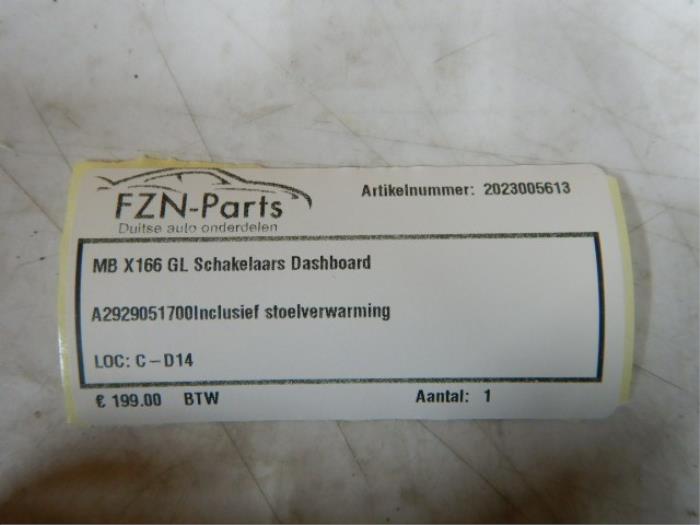 FZN-Parts
Duitse auto onderdelen
Artikelnummer: 2023005613
MB X166 GL Schakelaars Dashboard
A2929051700Inclusief stoelverwarming
LOC: C-D14
€ 199.00 BTW Aantal: 1